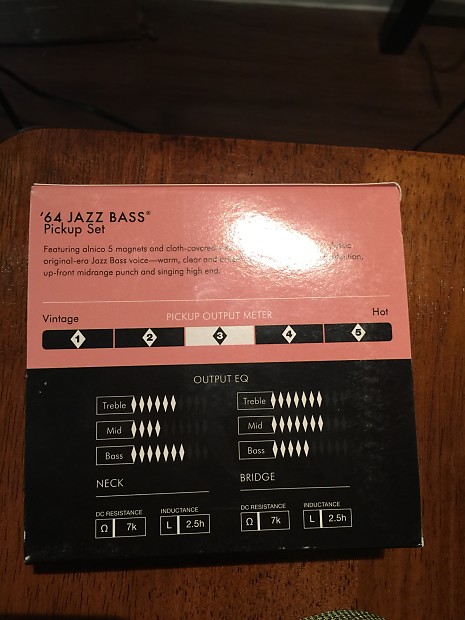 '64 JAZZ BASS®
Pickup Set
Featuring alnico 5 magnets and cloth-covered
original-era Jazz Bass voice—warm, clear and
up-front midrange punch and singing high end.
PICKUP OUTPUT METER
Vintage Hot
1 2 3 4 5
OUTPUT EQ
Treble Treble
Mid Mid
Bass Bass
NECK BRIDGE
DC RESISTANCE INDUCTANCE DC RESISTANCE INDUCTANCE
Ω 7k L 2.5h Ω 7k L 2.5h